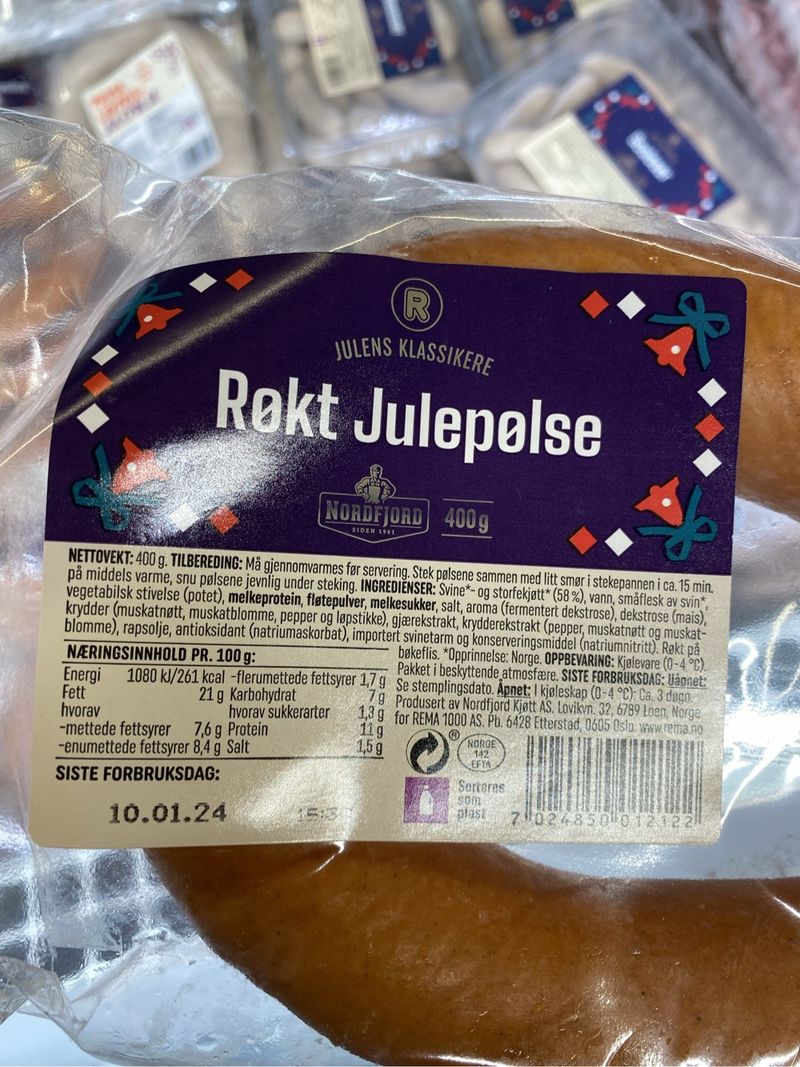 R
JULENS KLASSIKERE
Røkt Julepølse
NORDFJORD
SIDEN 1961
400 g
NETTOVEKT: 400 g. TILBEREDING: Må gjennomvarmes før servering. Stek pølsene sammen med litt smør i stekepannen i ca. 15 min.
på middels varme, snu pølsene jevnlig under steking. INGREDIENSER: Svine*- og storfekjøtt* (58 %), vann, småflesk av svin*,
vegetabilsk stivelse (potet), melkeprotein, fløtepulver, melkesukker, salt, aroma (fermentert dekstrose), dekstrose (mais),
krydder (muskatnøtt, muskatblomme, pepper og løpstikke), gjærekstrakt, krydderekstrakt (pepper, muskatnøtt og muskat-
blomme), rapsolje, antioksidant (natriumaskorbat), importert svinetarm og konserveringsmiddel (natriumnitritt). Røkt på
bøkeflis. *Opprinnelse: Norge. OPPBEVARING: Kjølevare (0-4 °C).
Pakket i beskyttende atmosfære. SISTE FORBRUKSDAG: Uåpnet:
Se stemplingsdato. Åpnet: I kjøleskap (0-4 °C): Ca. 3 døgn.
Produsert av Nordfjord Kjøtt AS. Lovikvn. 32, 6789 Loen, Norge
for REMA 1000 AS. Pb. 6428 Etterstad, 0605 Oslo. www.rema.no
NÆRINGSINNHOLD PR. 100 g:
Energi 1080 kJ/261 kcal
Fett 21 g
hvorav
-mettede fettsyrer 7,6 g
-enumettede fettsyrer 8,4 g
-flerumettede fettsyrer 1,7 g
Karbohydrat 7 g
hvorav sukkerarter 1,3 g
Protein 11 g
Salt 1,5 g
®
NORGE
142
EFTA
Sorteres
som
plast
7 024850 012122
SISTE FORBRUKSDAG:
10.01.24